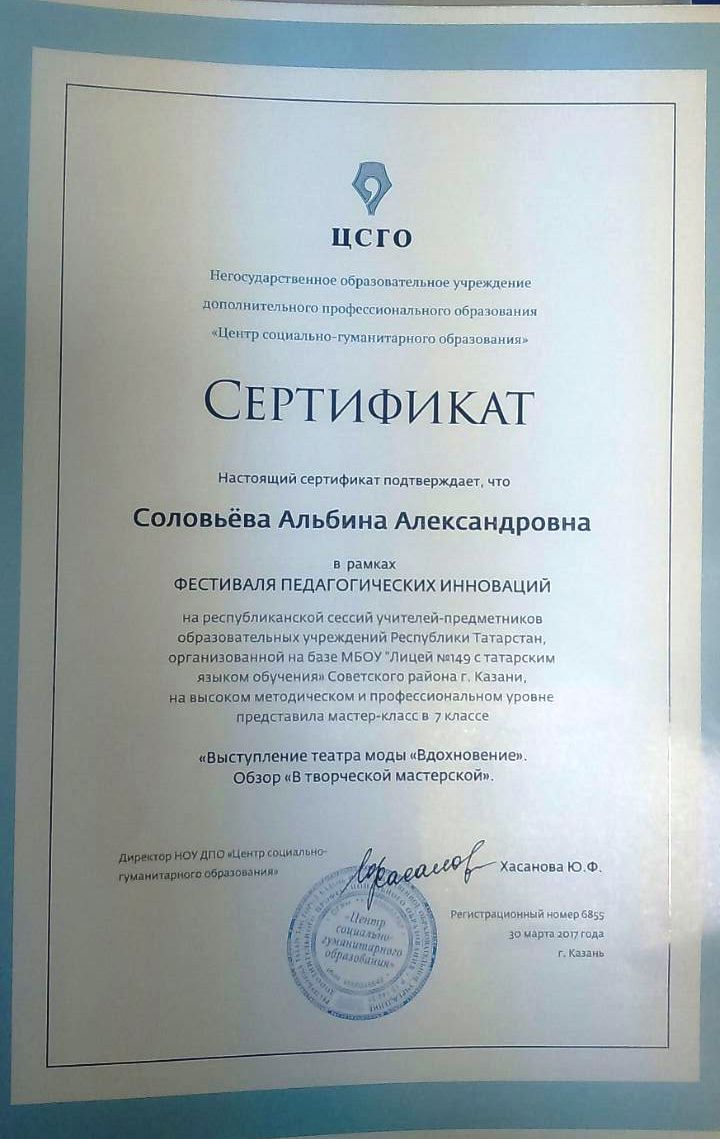 ЦСГО
Негосударственное образовательное учреждение
дополнительного профессионального образования
«Центр социально-гуманитарного образования»
СЕРТИФИКАТ
Настоящий сертификат подтверждает, что
Соловьёва Альбина Александровна
в рамках
ФЕСТИВАЛЯ ПЕДАГОГИЧЕСКИХ ИННОВАЦИЙ
на республиканской сессий учителей-предметников
образовательных учреждений Республики Татарстан,
организованной на базе МБОУ "Лицей №149 с татарским
языком обучения» Советского района г. Казани,
на высоком методическом и профессиональном уровне
представила мастер-класс в 7 классе
«Выступление театра моды «Вдохновение».
Обзор «В творческой мастерской».
Директор НОУ ДПО «Центр социально-
гуманитарного образования»
Хасанова Ю.Ф.
Регистрационный номер 6855
30 марта 2017 года
г. Казань
«Центр
социально-
гуманитарного
образования»